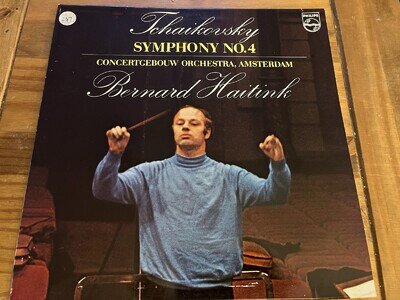 Tchaikovsky
SYMPHONY NO.4
CONCERTGEBOUW ORCHESTRA, AMSTERDAM
Bernard Haitink
PHILIPS